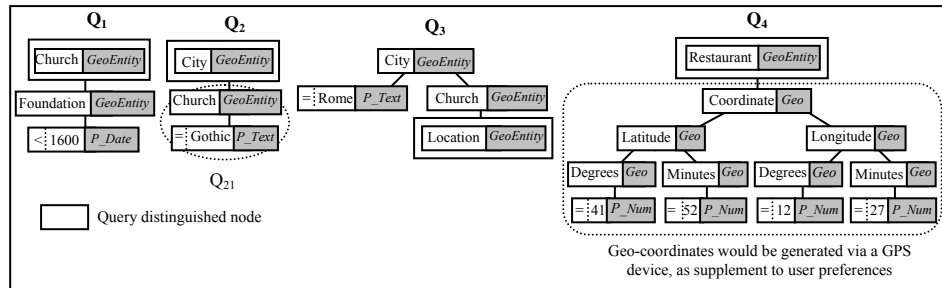 Q1 Q2 Q3 Q4
Church GeoEntity
Foundation GeoEntity
< 1600 P_Date
City GeoEntity
Church GeoEntity
= Gothic P_Text
Q21
City GeoEntity
= Rome P_Text
Church GeoEntity
Location GeoEntity
Restaurant GeoEntity
Coordinate Geo
Latitude Geo Longitude Geo
Degrees Geo Minutes Geo Degrees Geo Minutes Geo
= 41 P_Num = 52 P_Num = 12 P_Num = 27 P_Num
Query distinguished node
Geo-coordinates would be generated via a GPS
device, as supplement to user preferences